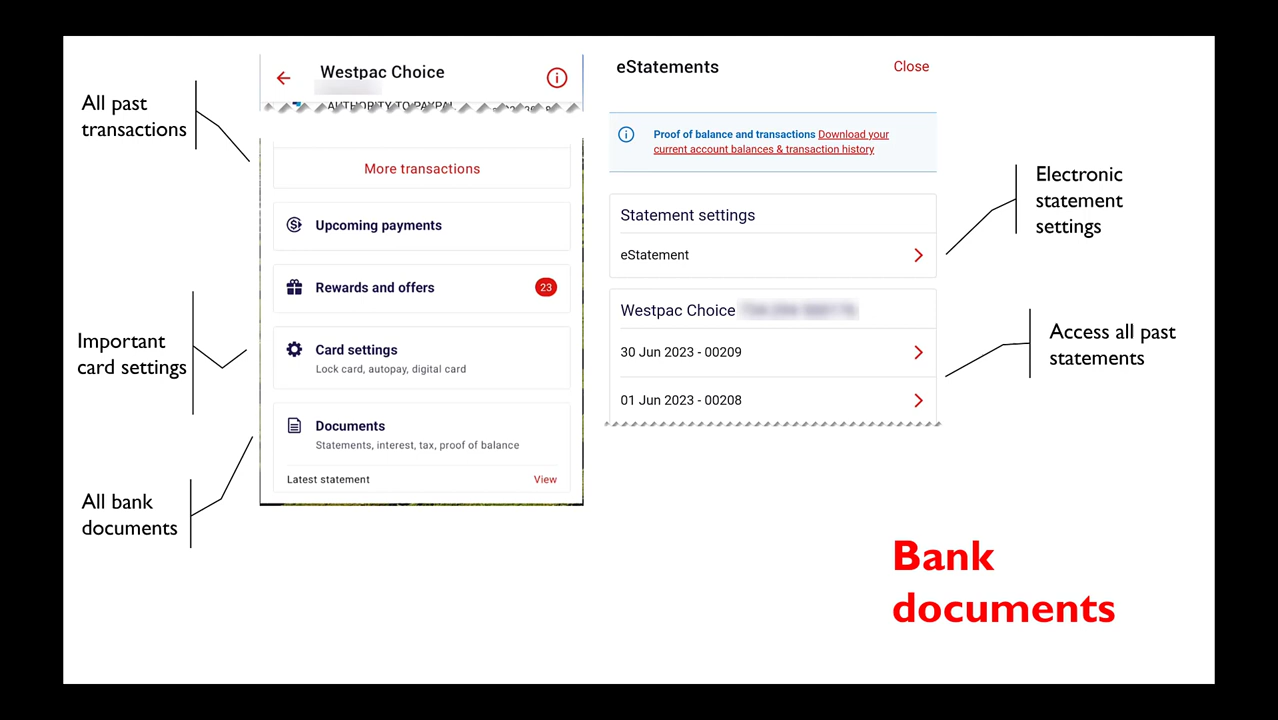 All past
transactions
Important
card settings
All bank
documents
Westpac Choice
AUTHORITY TO PAYPAL
More transactions
Upcoming payments
Rewards and offers
23
Card settings
Lock card, autopay, digital card
Documents
Statements, interest, tax, proof of balance
Latest statement
View
eStatements
Close
Proof of balance and transactions Download your
current account balances & transaction history
Statement settings
eStatement
Westpac Choice
30 Jun 2023 - 00209
01 Jun 2023 - 00208
Electronic
statement
settings
Access all past
statements
Bank
documents